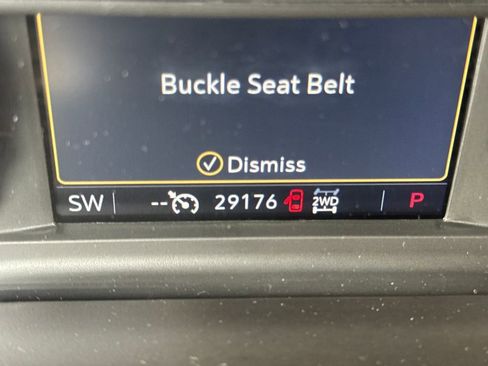 Buckle Seat Belt
Dismiss
SW -- 29176 2WD P